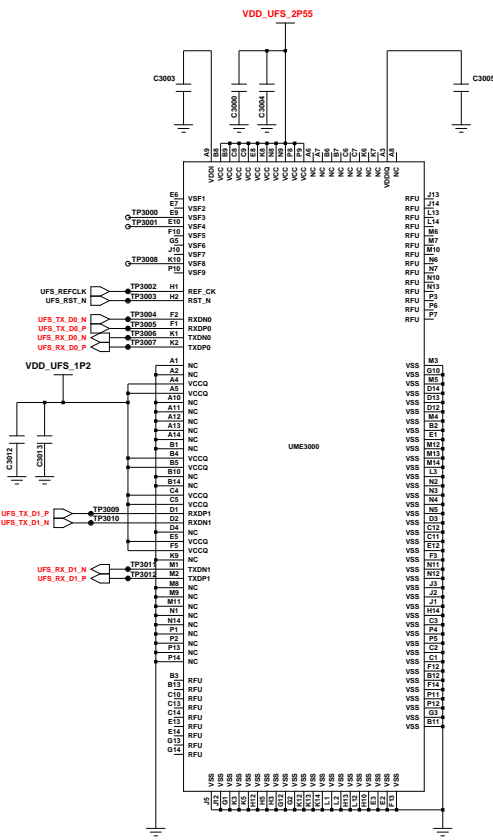 VDD_UFS_2P55
C3003
C3000
C3004
C3005
A9 B8 B9 C8 C9 E8 K8 N8 N9 P8 P9 A6 A7 B6 B7 C6 C7 K6 K7 A3 A8
VDDI VCC VCC VCC VCC VCC VCC VCC VCC VCC VCC NC NC NC NC NC NC NC NC VDDIQ NC
E6 VSF1
E7 VSF2
TP3000 E9 VSF3
TP3001 E10 VSF4
F10 VSF5
G5 VSF6
J10 VSF7
TP3008 K10 VSF8
P10 VSF9
UFS_REFCLK TP3002 H1 REF_CK
UFS_RST_N TP3003 H2 RST_N
UFS_TX_D0_N TP3004 F2 RXDN0
UFS_TX_D0_P TP3005 F1 RXDP0
UFS_RX_D0_N TP3006 K1 TXDN0
UFS_RX_D0_P TP3007 K2 TXDP0
VDD_UFS_1P2
C3012
C3013
A1 NC
A2 NC
A4 VCCQ
A5 VCCQ
A10 NC
A11 NC
A12 NC
A13 NC
A14 NC
B1 NC
B4 VCCQ
B5 VCCQ
B10 NC
B14 NC
C4 VCCQ
C5 VCCQ
UFS_TX_D1_P TP3009 D1 RXDP1
UFS_TX_D1_N TP3010 D2 RXDN1
D4 NC
E5 VCCQ
F5 VCCQ
K9 NC
UFS_RX_D1_N TP3011 M1 TXDN1
UFS_RX_D1_P TP3012 M2 TXDP1
M8 NC
M9 NC
M11 NC
N1 NC
N14 NC
P1 NC
P2 NC
P13 NC
P14 NC
B3 RFU
B13 RFU
C10 RFU
C13 RFU
C14 RFU
E13 RFU
E14 RFU
G13 RFU
G14 RFU
UME3000
RFU J13
RFU J14
RFU L13
RFU L14
RFU M6
RFU M7
RFU M10
RFU N6
RFU N7
RFU N10
RFU N13
RFU P3
RFU P6
RFU P7
VSS M3
VSS G10
VSS M5
VSS D14
VSS D13
VSS D12
VSS M4
VSS B2
VSS E1
VSS M12
VSS M13
VSS M14
VSS L3
VSS N2
VSS N3
VSS N4
VSS N5
VSS D3
VSS C12
VSS C11
VSS E12
VSS F3
VSS N11
VSS N12
VSS J3
VSS J2
VSS J1
VSS H14
VSS C3
VSS P4
VSS P5
VSS C2
VSS C1
VSS F12
VSS B12
VSS F14
VSS P11
VSS P12
VSS G3
VSS B11
VSS VSS VSS VSS VSS VSS VSS VSS VSS VSS VSS VSS VSS VSS VSS VSS VSS VSS VSS VSS VSS
J5 J12 G1 K3 K5 H12 H5 H3 G12 G2 K12 K13 K14 L1 L2 H13 L12 H10 E3 E2 F13